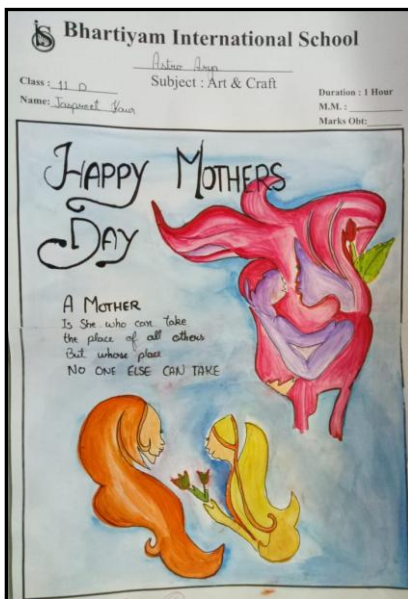 Bhartiyam International School
Astro Arya
Class : 11 D
Subject : Art & Craft
Duration : 1 Hour
Name: Jaspreet Kaur
M.M. :
Marks Obt:
HAPPY MOTHERS
DAY
A MOTHER
Is She who can take
the place of all others
But whose place
NO ONE ELSE CAN TAKE